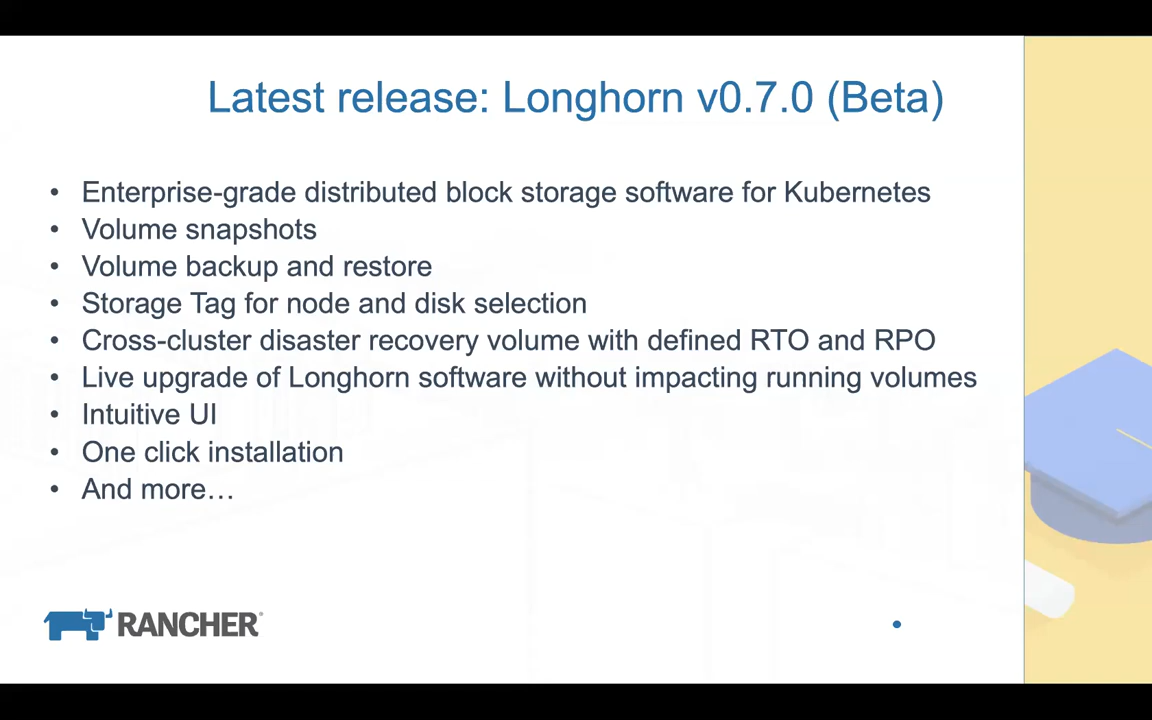 Latest release: Longhorn v0.7.0 (Beta)
• Enterprise-grade distributed block storage software for Kubernetes
• Volume snapshots
• Volume backup and restore
• Storage Tag for node and disk selection
• Cross-cluster disaster recovery volume with defined RTO and RPO
• Live upgrade of Longhorn software without impacting running volumes
• Intuitive UI
• One click installation
• And more…
RANCHER®